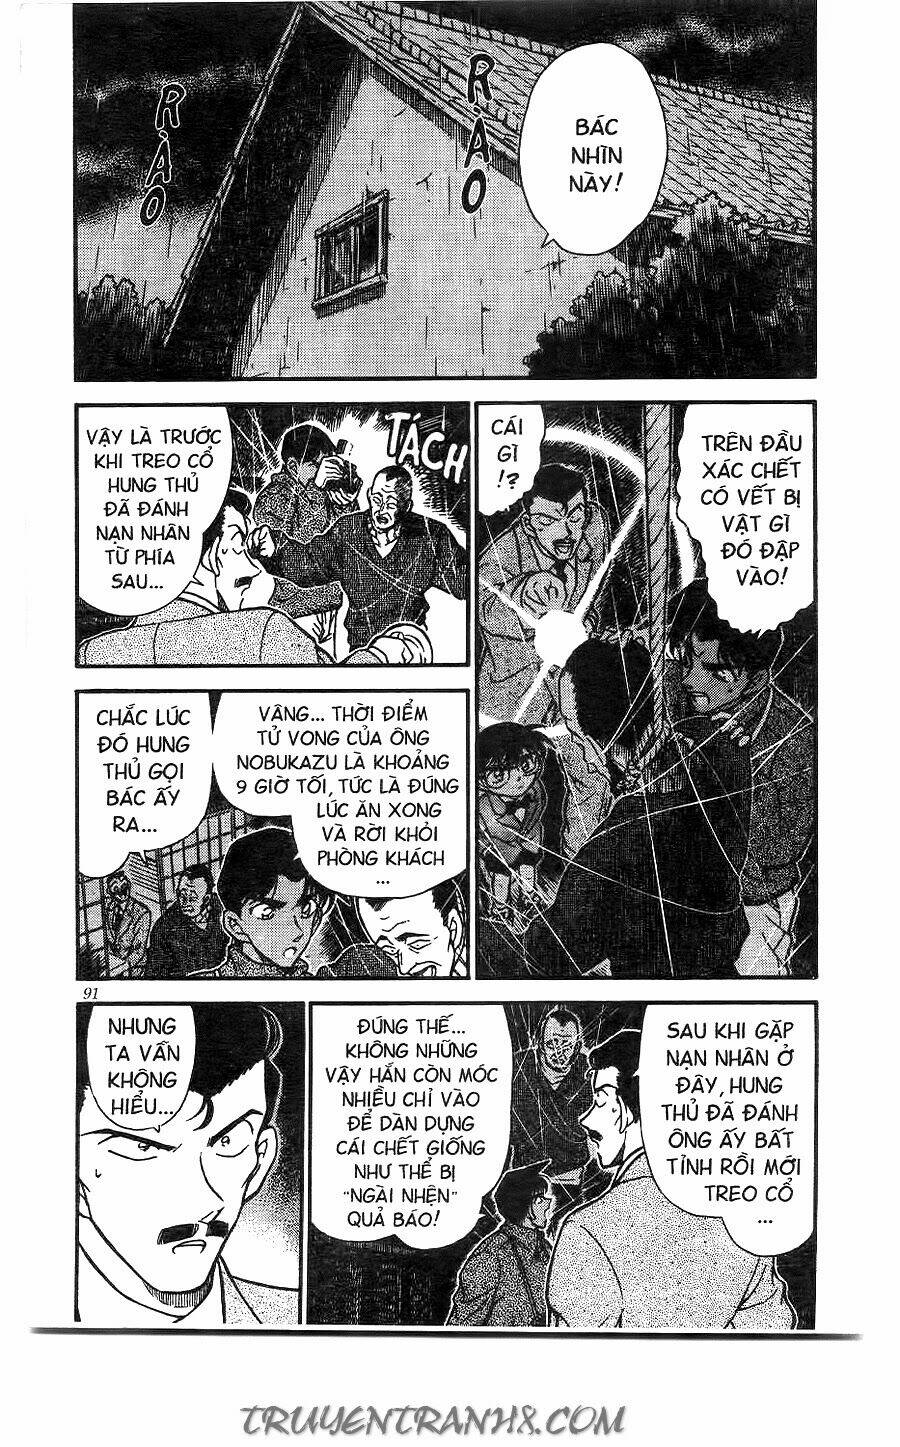 RÀO
RÀO
BÁC
NHÌN
NÀY!
TRÊN ĐẦU
XÁC CHẾT
CÓ VẾT BỊ
VẬT GÌ
ĐÓ ĐẬP
VÀO!
CÁI
GÌ
!?
TÁCH
VẬY LÀ TRƯỚC
KHI TREO CỔ
HUNG THỦ
ĐÃ ĐÁNH
NẠN NHÂN
TỪ PHÍA
SAU...
VÂNG... THỜI ĐIỂM
TỬ VONG CỦA ÔNG
NOBUKAZU LÀ KHOẢNG
9 GIỜ TỐI, TỨC LÀ ĐÚNG
LÚC ĂN XONG
VÀ RỜI KHỎI
PHÒNG KHÁCH
...
CHẮC LÚC
ĐÓ HUNG
THỦ GỌI
BÁC ẤY
RA...
91
SAU KHI GẶP
NẠN NHÂN Ở
ĐÂY, HUNG
THỦ ĐÃ ĐÁNH
ÔNG ẤY BẤT
TỈNH RỒI MỚI
TREO CỔ
...
ĐÚNG THẾ...
KHÔNG NHỮNG
VẬY HẮN CÒN MÓC
NHIỀU CHỈ VÀO
ĐỂ DÀN DỰNG
CÁI CHẾT GIỐNG
NHƯ THỂ BỊ
"NGÀI NHỆN"
QUẢ BÁO!
NHƯNG
TA VẪN
KHÔNG
HIỂU...
TRUYENTRANH8.COM